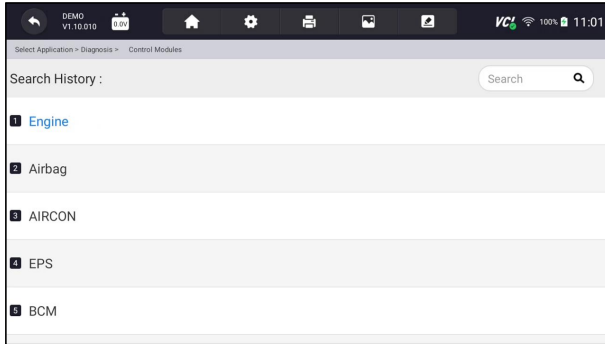 DEMO
V1.10.010
0.0V
VCI 100% 11:01
Select Application > Diagnosis > Control Modules
Search History :
Search
1 Engine
2 Airbag
3 AIRCON
4 EPS
5 BCM